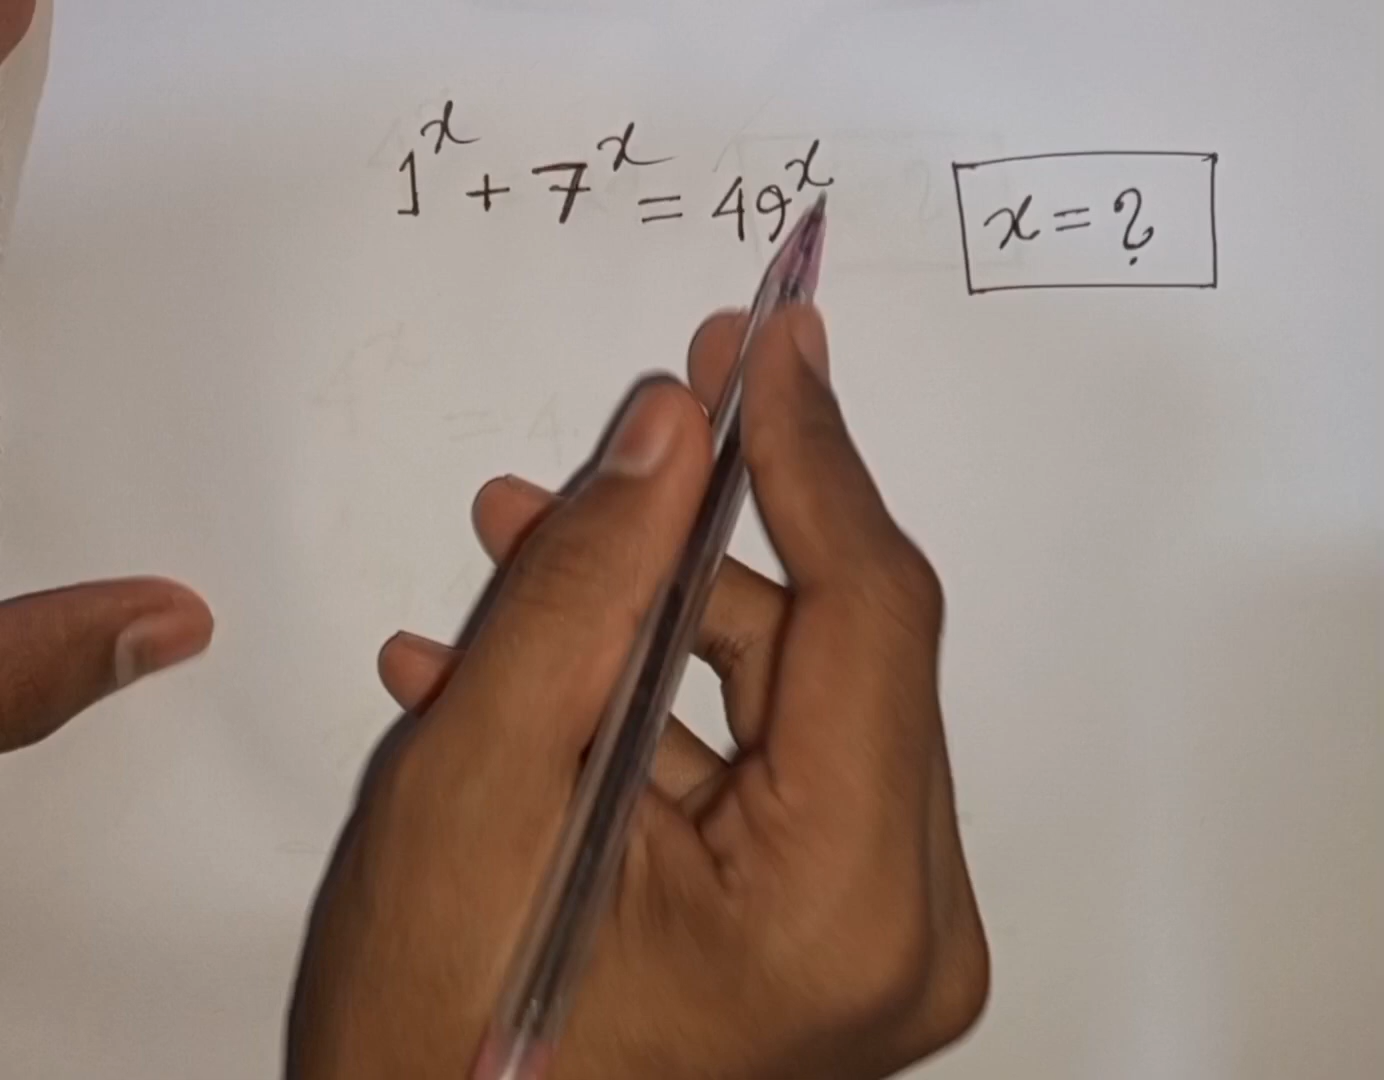 1^x + 7^x = 49^x
x = ?